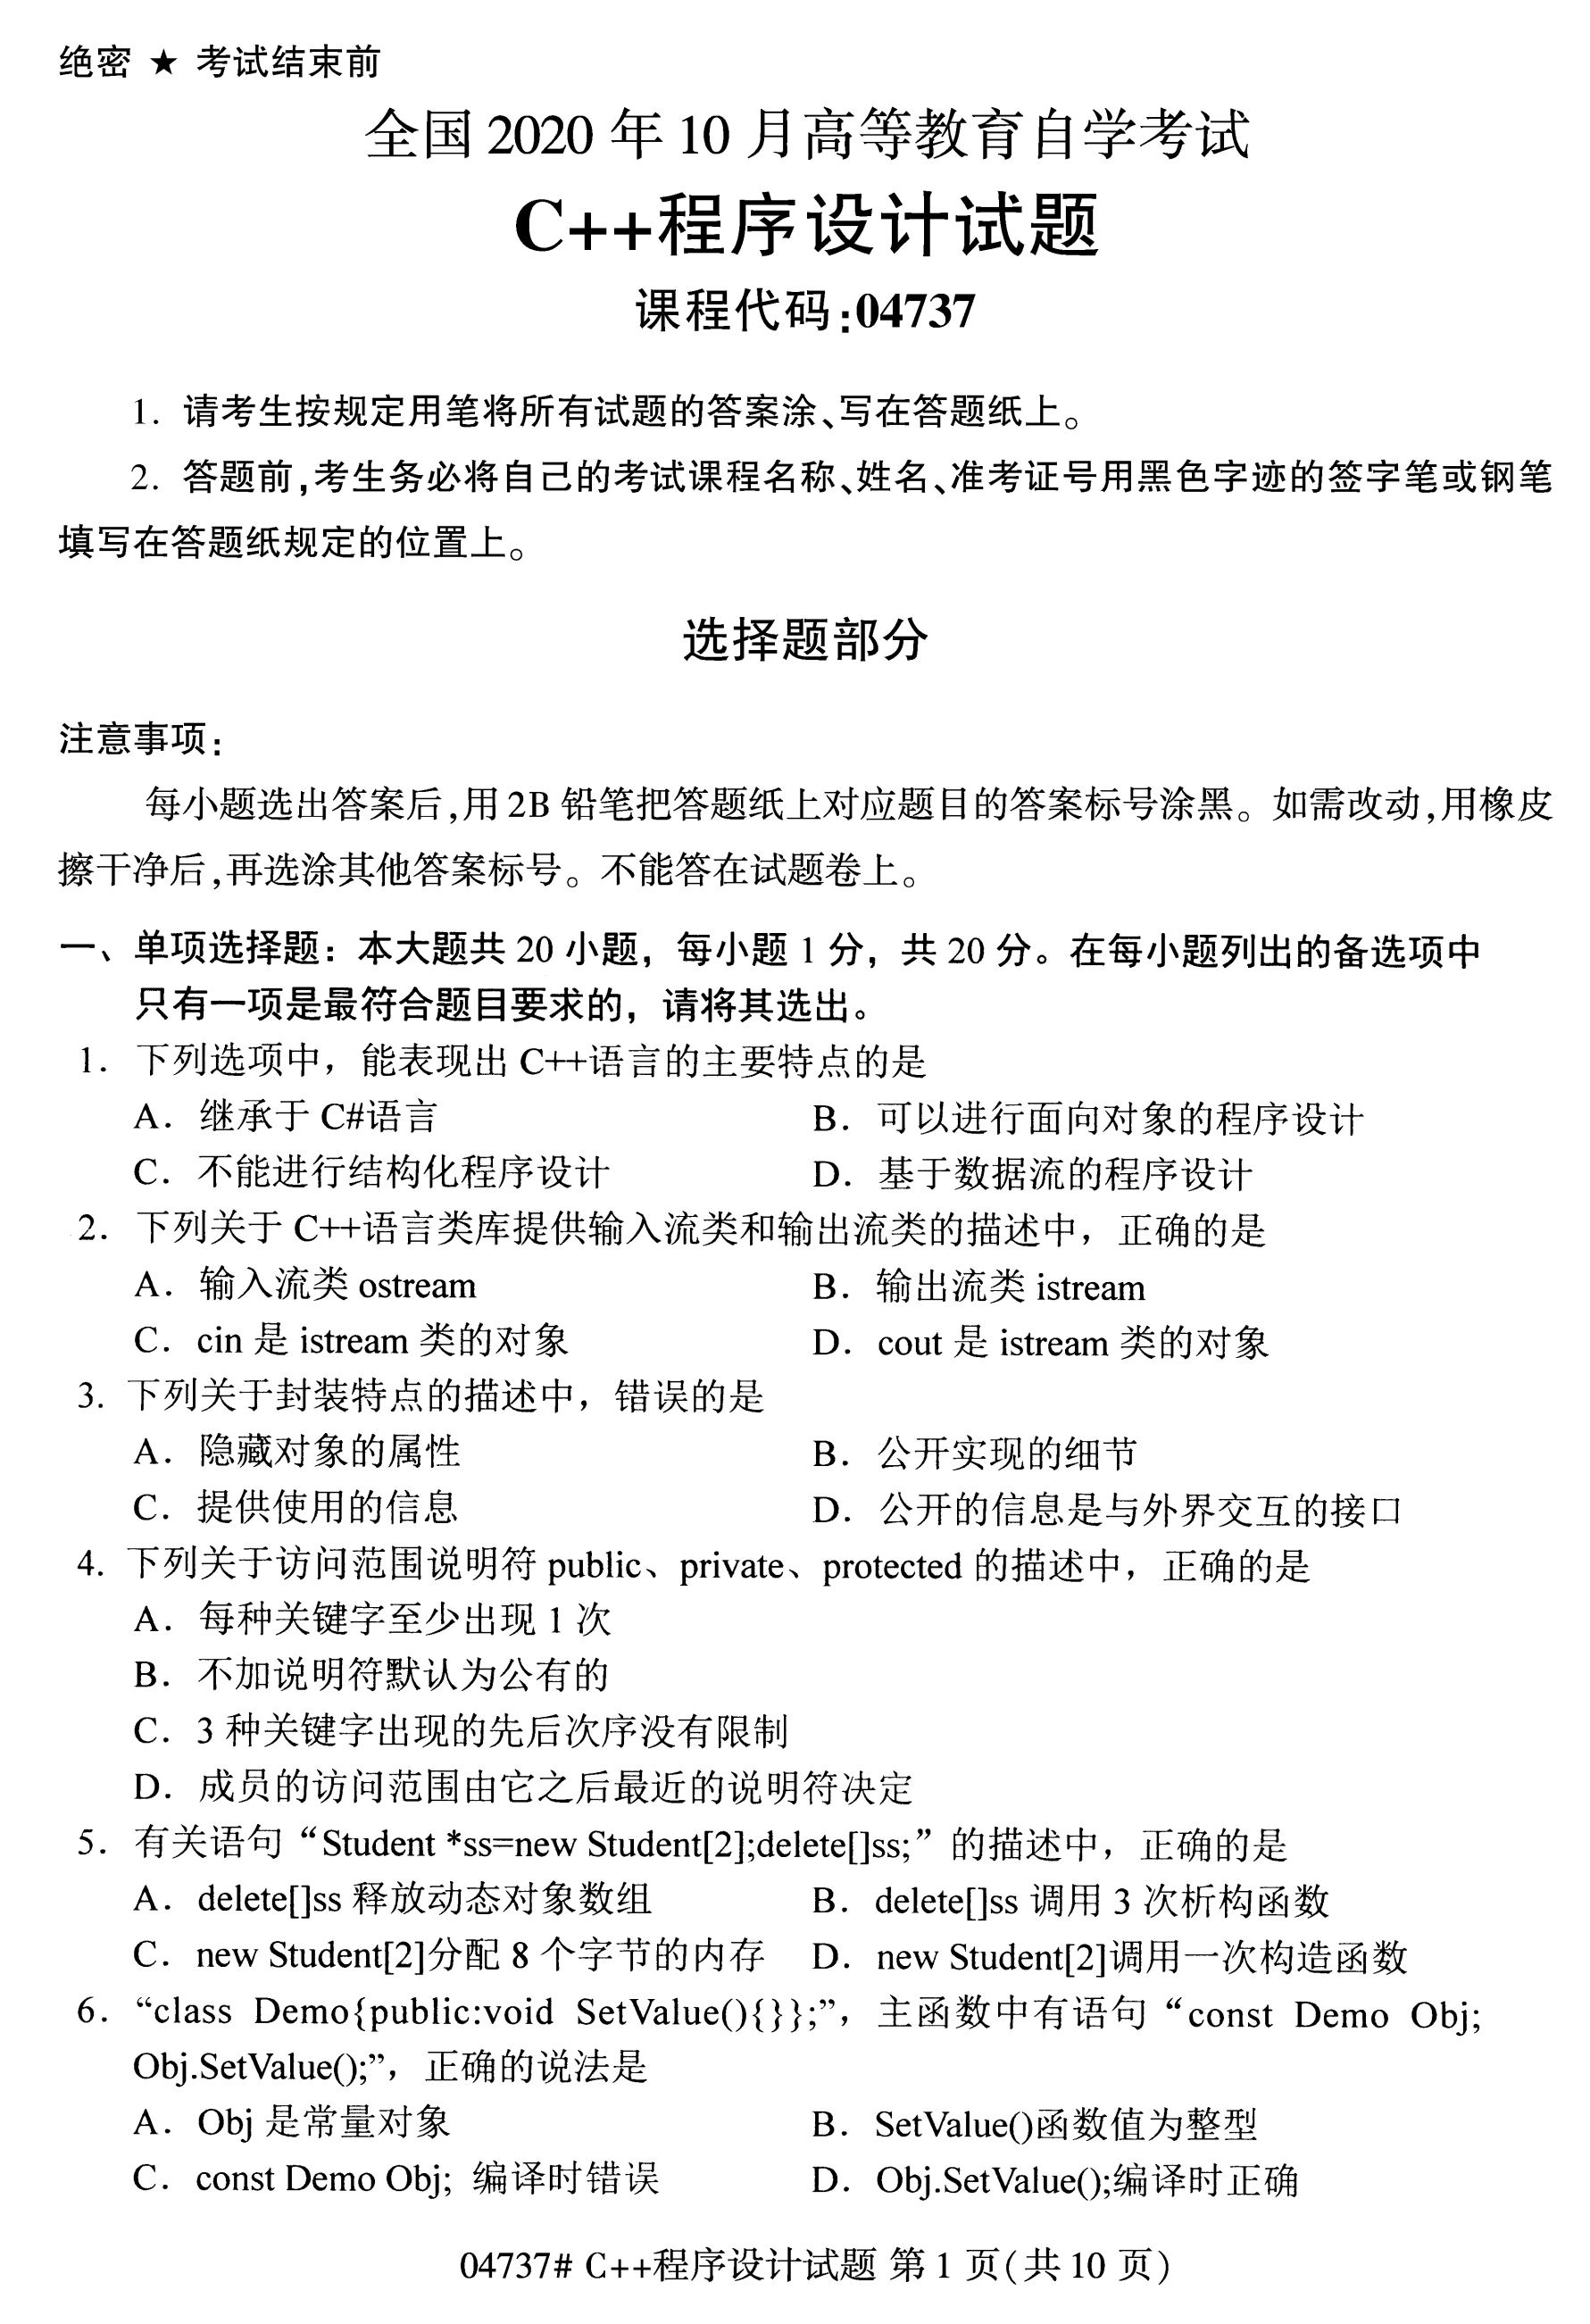 绝密 ★ 考试结束前
全国 2020 年 10 月高等教育自学考试
C++程序设计试题
课程代码:04737
1. 请考生按规定用笔将所有试题的答案涂、写在答题纸上。
2. 答题前,考生务必将自己的考试课程名称、姓名、准考证号用黑色字迹的签字笔或钢笔
填写在答题纸规定的位置上。
选择题部分
注意事项:
每小题选出答案后,用 2B 铅笔把答题纸上对应题目的答案标号涂黑。如需改动,用橡皮
擦干净后,再选涂其他答案标号。不能答在试题卷上。
一、单项选择题：本大题共 20 小题，每小题 1 分，共 20 分。在每小题列出的备选项中
只有一项是最符合题目要求的，请将其选出。
1. 下列选项中，能表现出 C++语言的主要特点的是
A. 继承于 C#语言 B. 可以进行面向对象的程序设计
C. 不能进行结构化程序设计 D. 基于数据流的程序设计
2. 下列关于 C++语言类库提供输入流类和输出流类的描述中，正确的是
A. 输入流类 ostream B. 输出流类 istream
C. cin 是 istream 类的对象 D. cout 是 istream 类的对象
3. 下列关于封装特点的描述中，错误的是
A. 隐藏对象的属性 B. 公开实现的细节
C. 提供使用的信息 D. 公开的信息是与外界交互的接口
4. 下列关于访问范围说明符 public、private、protected 的描述中，正确的是
A. 每种关键字至少出现 1 次
B. 不加说明符默认为公有的
C. 3 种关键字出现的先后次序没有限制
D. 成员的访问范围由它之后最近的说明符决定
5. 有关语句“Student *ss=new Student[2];delete[]ss;”的描述中，正确的是
A. delete[]ss 释放动态对象数组 B. delete[]ss 调用 3 次析构函数
C. new Student[2]分配 8 个字节的内存 D. new Student[2]调用一次构造函数
6. “class Demo{public:void SetValue(){}};”，主函数中有语句“const Demo Obj;
Obj.SetValue();”，正确的说法是
A. Obj 是常量对象 B. SetValue()函数值为整型
C. const Demo Obj; 编译时错误 D. Obj.SetValue();编译时正确
04737# C++程序设计试题 第 1 页(共 10 页)